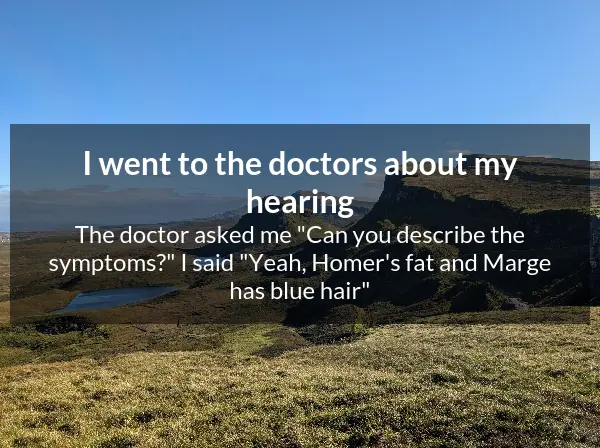 I went to the doctors about my
hearing
The doctor asked me "Can you describe the
symptoms?" I said "Yeah, Homer's fat and Marge
has blue hair"